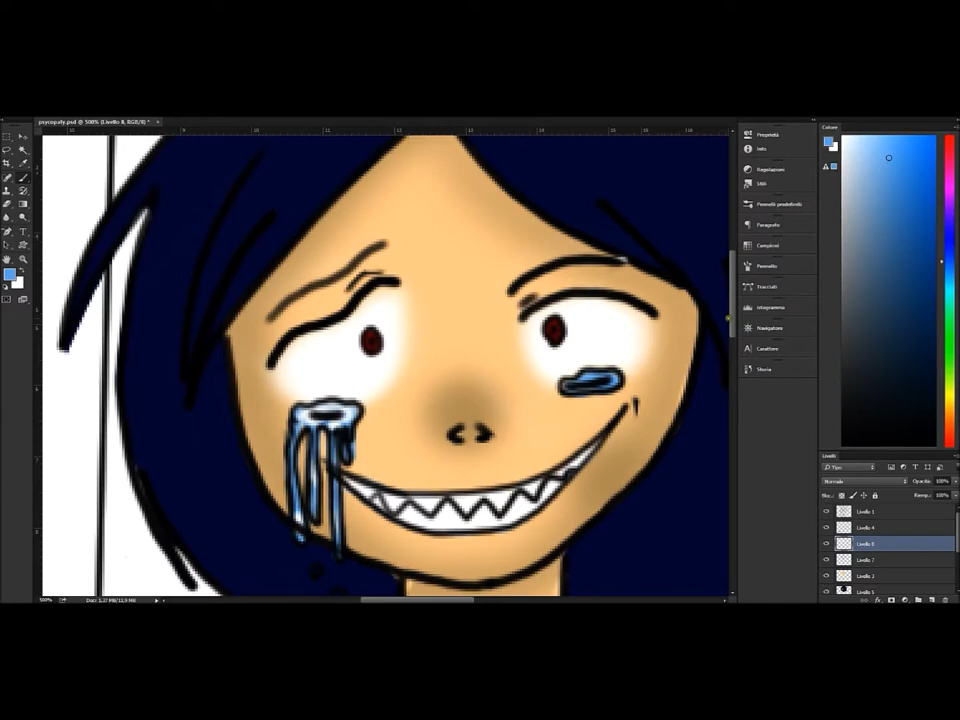 psycopaty.psd @ 500% (Livello 8, RGB/8) *
Colore
Proprietà
Info
Regolazioni
Stili
Pennelli predefiniti
Paragrafo
Campioni
Pennello
Tracciati
Istogramma
Navigatore
Carattere
Storia
Livelli
Tipo
Normale
Opacità: 100%
Riemp.: 100%
Livello 1
Livello 4
Livello 8
Livello 7
Livello 3
Livello 5
500%